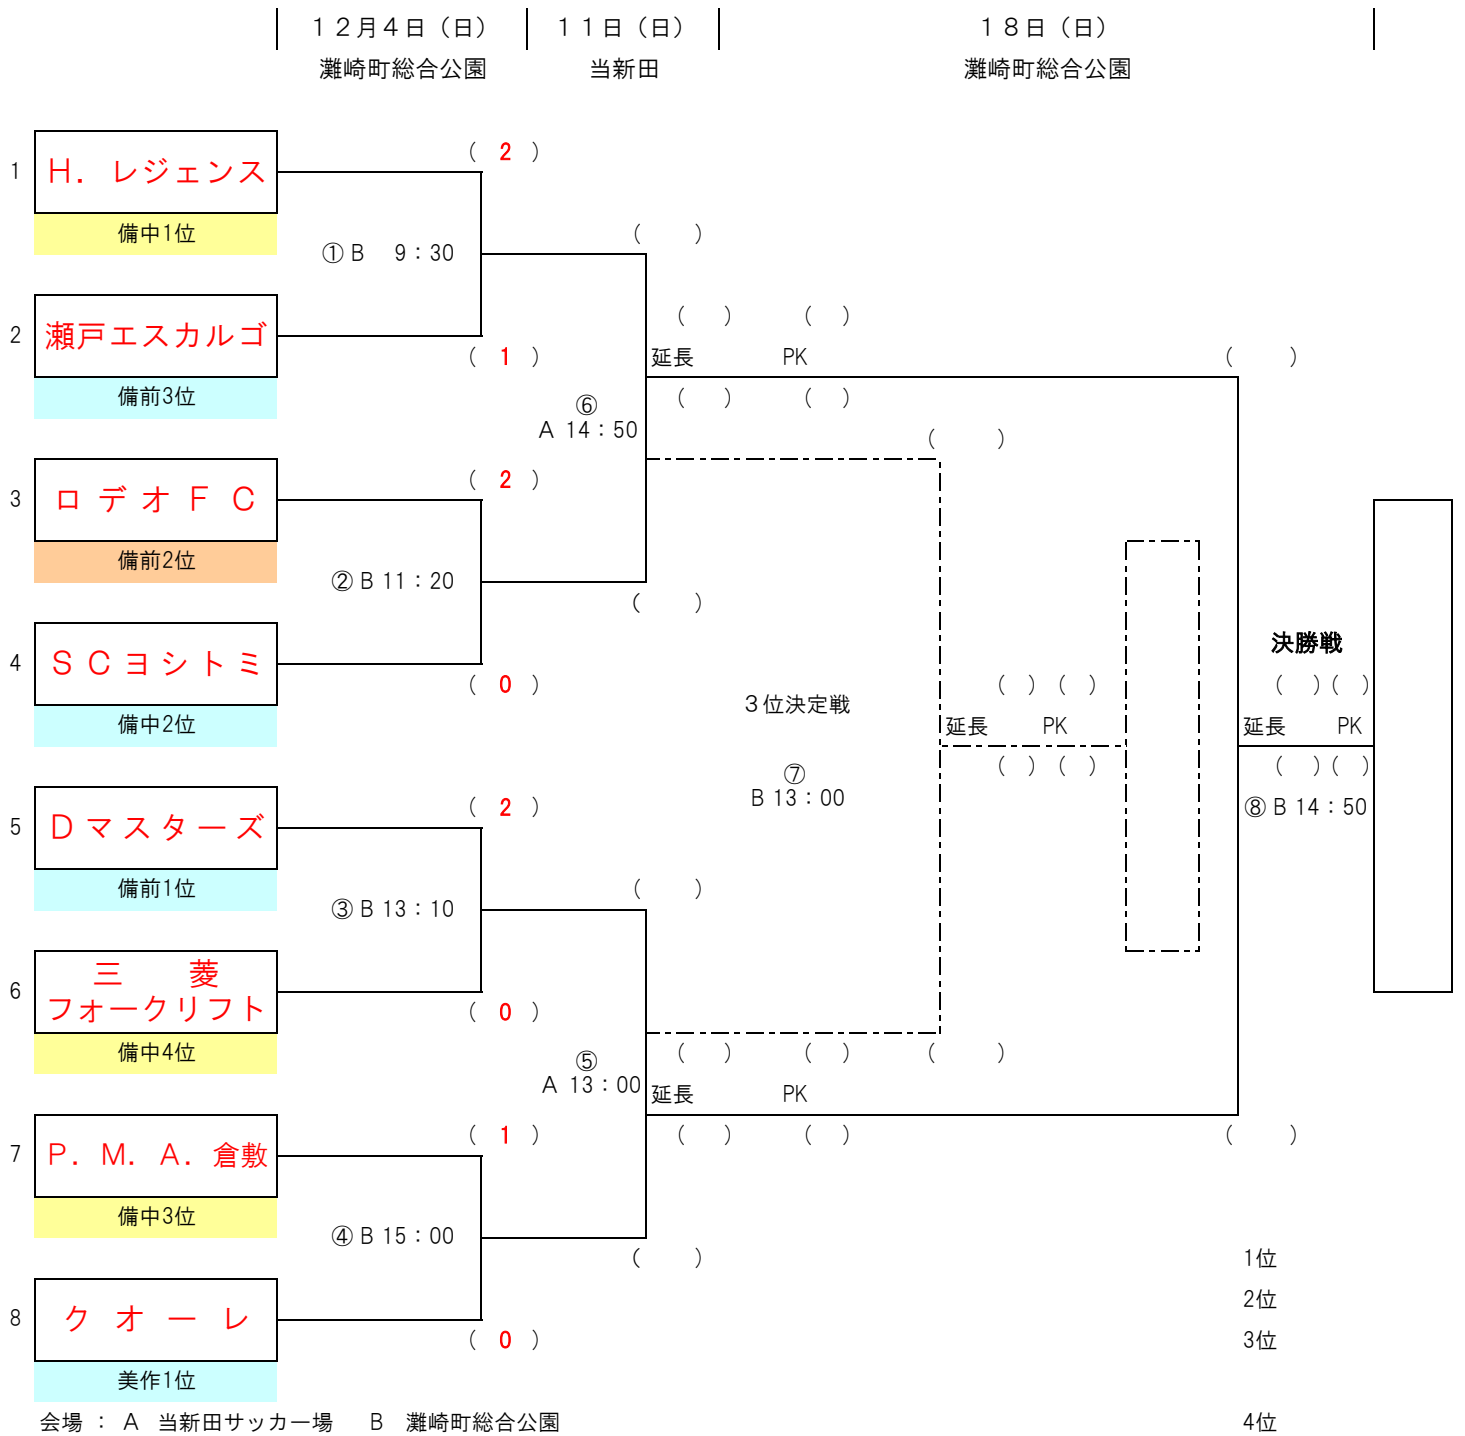 １２月４日（日）　１１日（日）　１８日（日）
灘崎町総合公園　当新田　灘崎町総合公園
（ 2 ）
1 Ｈ．レジェンス
備中1位
（　）
① B 9：30
（　）（　）
2 瀬戸エスカルゴ
（ 1 ） 延長 PK （　）
備前3位
（　）（　）
⑥
A 14：50
（　）
（ 2 ）
3 ロデオＦＣ
備前2位
② B 11：20
（　）
決勝戦
4 ＳＣヨシトミ
（ 0 ） （　）（　） （　）（　）
３位決定戦
備中2位
延長 PK 延長 PK
（　）（　） （　）（　）
⑦
B 13：00
（ 2 ）
⑧ B 14：50
5 Ｄマスターズ
備前1位
（　）
③ B 13：10
三　菱
6 フォークリフト
（ 0 ）
備中4位
（　）（　）（　）
⑤
A 13：00
延長 PK
（ 1 ） （　）（　） （　）
7 Ｐ．Ｍ．Ａ．倉敷
備中3位
④ B 15：00
（　） 1位
2位
8 クオーレ
（ 0 ） 3位
美作1位
会場 ： A 当新田サッカー場 B 灘崎町総合公園 4位